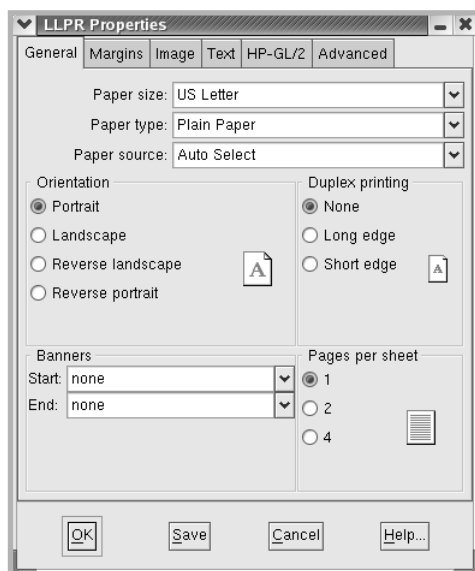 LLPR Properties
General Margins Image Text HP-GL/2 Advanced
Paper size: US Letter
Paper type: Plain Paper
Paper source: Auto Select
Orientation
Portrait
Landscape
Reverse landscape
Reverse portrait
A
Duplex printing
None
Long edge
Short edge
A
Banners
Start: none
End: none
Pages per sheet
1
2
4
OK Save Cancel Help...